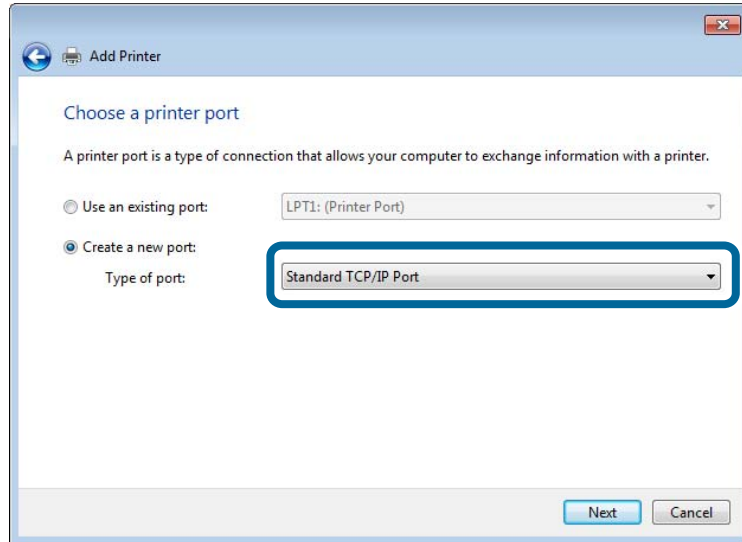 Add Printer
Choose a printer port
A printer port is a type of connection that allows your computer to exchange information with a printer.
Use an existing port: LPT1: (Printer Port)
Create a new port:
Type of port: Standard TCP/IP Port
Next Cancel